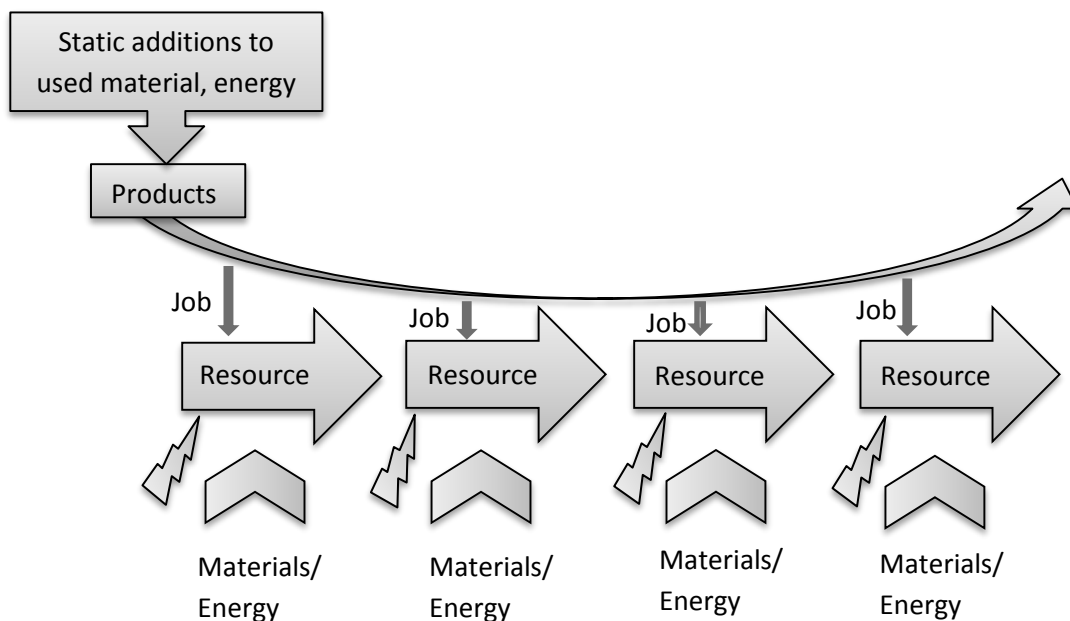 Static additions to
used material, energy
Products
Job
Job
Job
Job
Resource
Resource
Resource
Resource
Materials/
Energy
Materials/
Energy
Materials/
Energy
Materials/
Energy